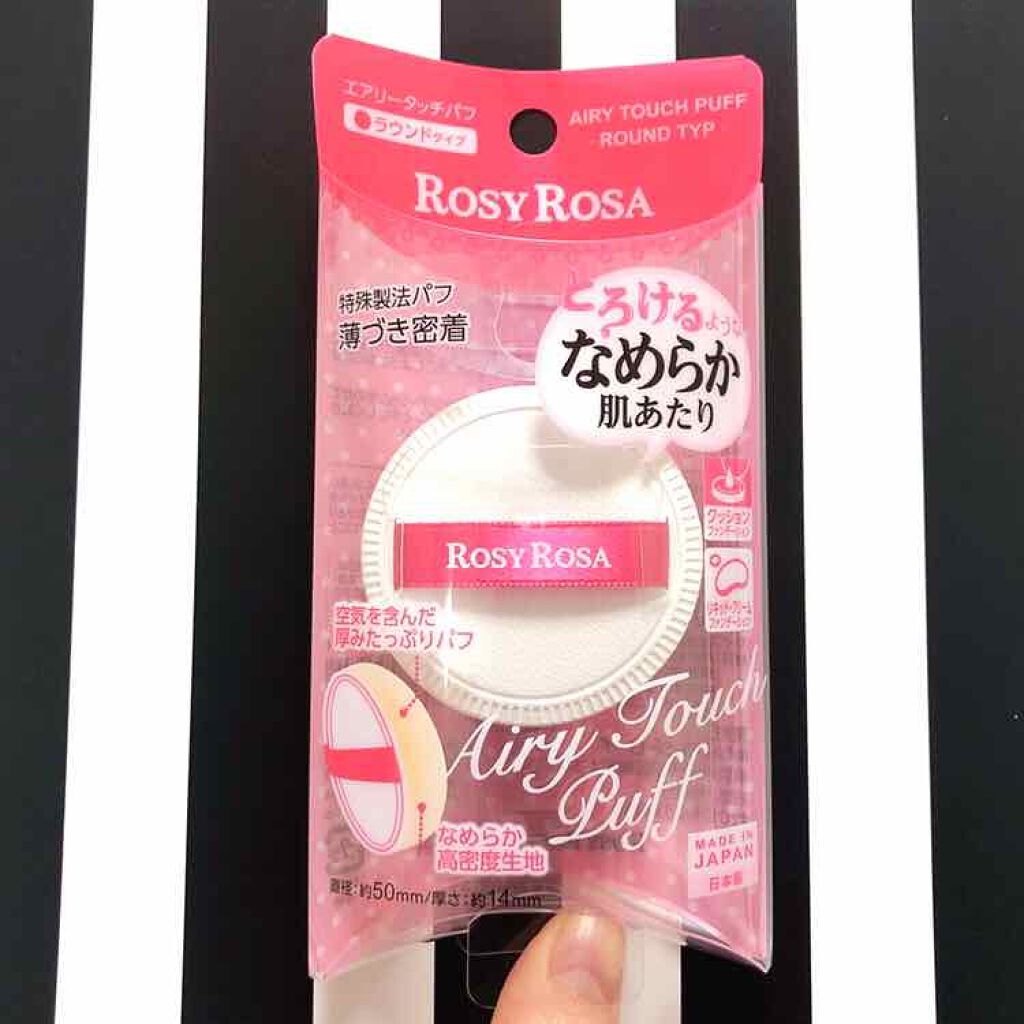 エアリータッチパフ
ラウンドタイプ
AIRY TOUCH PUFF
ROUND TYP
ROSY ROSA
特殊製法パフ
薄づき密着
とろけるような
なめらか
肌あたり
ROSY ROSA
クッション
ファンデーション
リキッド・クリーム
ファンデーション
空気を含んだ
厚みたっぷりパフ
Airy Touch
Puff
なめらか
高密度生地
MADE IN
JAPAN
日本製
直径:約50mm/厚さ:約14mm